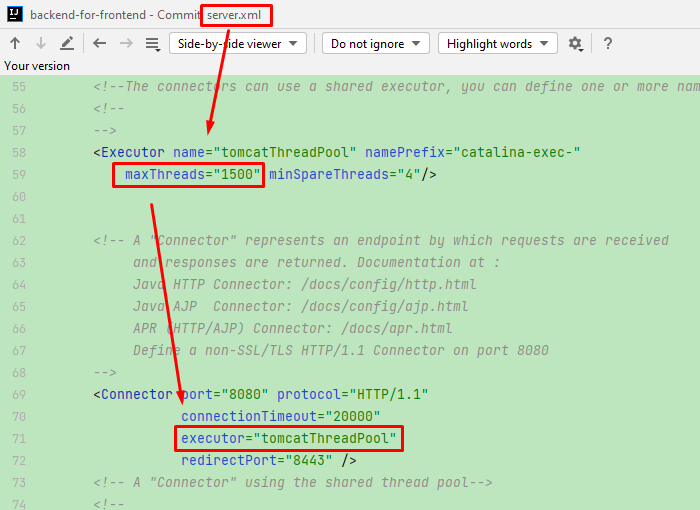 backend-for-frontend - Commit: server.xml
Side-by-side viewer Do not ignore Highlight words ?
Your version
55 <!--The connectors can use a shared executor, you can define one or more nam
56 <!--
57 -->
58 <Executor name="tomcatThreadPool" namePrefix="catalina-exec-"
59 maxThreads="1500" minSpareThreads="4"/>
60
61
62 <!-- A "Connector" represents an endpoint by which requests are received
63 and responses are returned. Documentation at :
64 Java HTTP Connector: /docs/config/http.html
65 Java AJP  Connector: /docs/config/ajp.html
66 APR (HTTP/AJP) Connector: /docs/apr.html
67 Define a non-SSL/TLS HTTP/1.1 Connector on port 8080
68 -->
69 <Connector port="8080" protocol="HTTP/1.1"
70 connectionTimeout="20000"
71 executor="tomcatThreadPool"
72 redirectPort="8443" />
73 <!-- A "Connector" using the shared thread pool-->
74 <!--